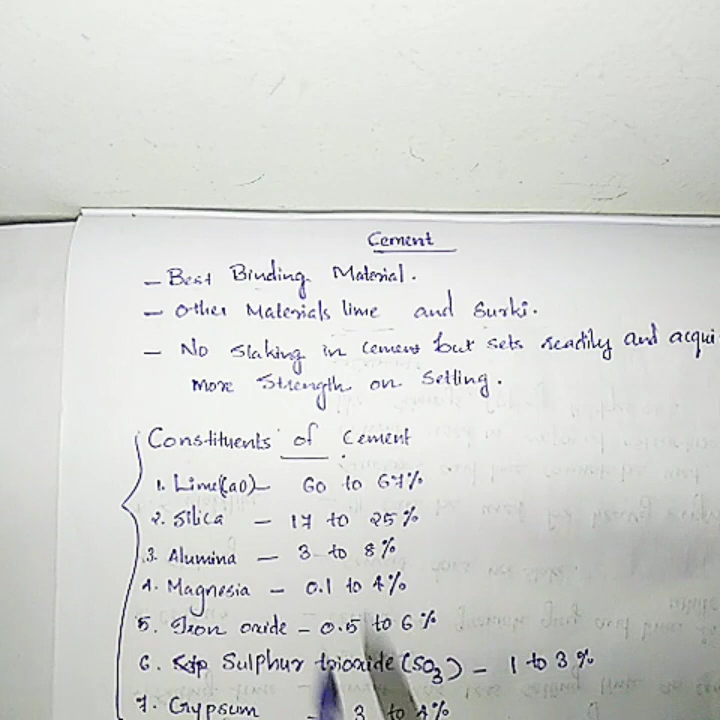 Cement
- Best Binding Material.
- Other Materials lime and Surki.
- No Slaking in cement but sets readily and acqui
more Strength on Setting.
Constituents of Cement
1. Lime(CaO) - 60 to 67%
2. Silica - 17 to 25%
3. Alumina - 3 to 8%
4. Magnesia - 0.1 to 4%
5. Iron oxide - 0.5 to 6%
6. Sulphur trioxide (SO3) - 1 to 3%
7. Gypsum - 3 to 4%